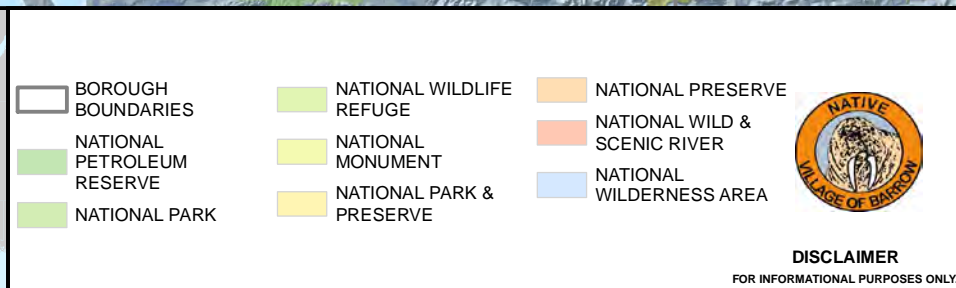 BOROUGH
BOUNDARIES
NATIONAL
PETROLEUM
RESERVE
NATIONAL PARK
NATIONAL WILDLIFE
REFUGE
NATIONAL
MONUMENT
NATIONAL PARK &
PRESERVE
NATIONAL PRESERVE
NATIONAL WILD &
SCENIC RIVER
NATIONAL
WILDERNESS AREA
NATIVE
VILLAGE OF BARROW
DISCLAIMER
FOR INFORMATIONAL PURPOSES ONLY.